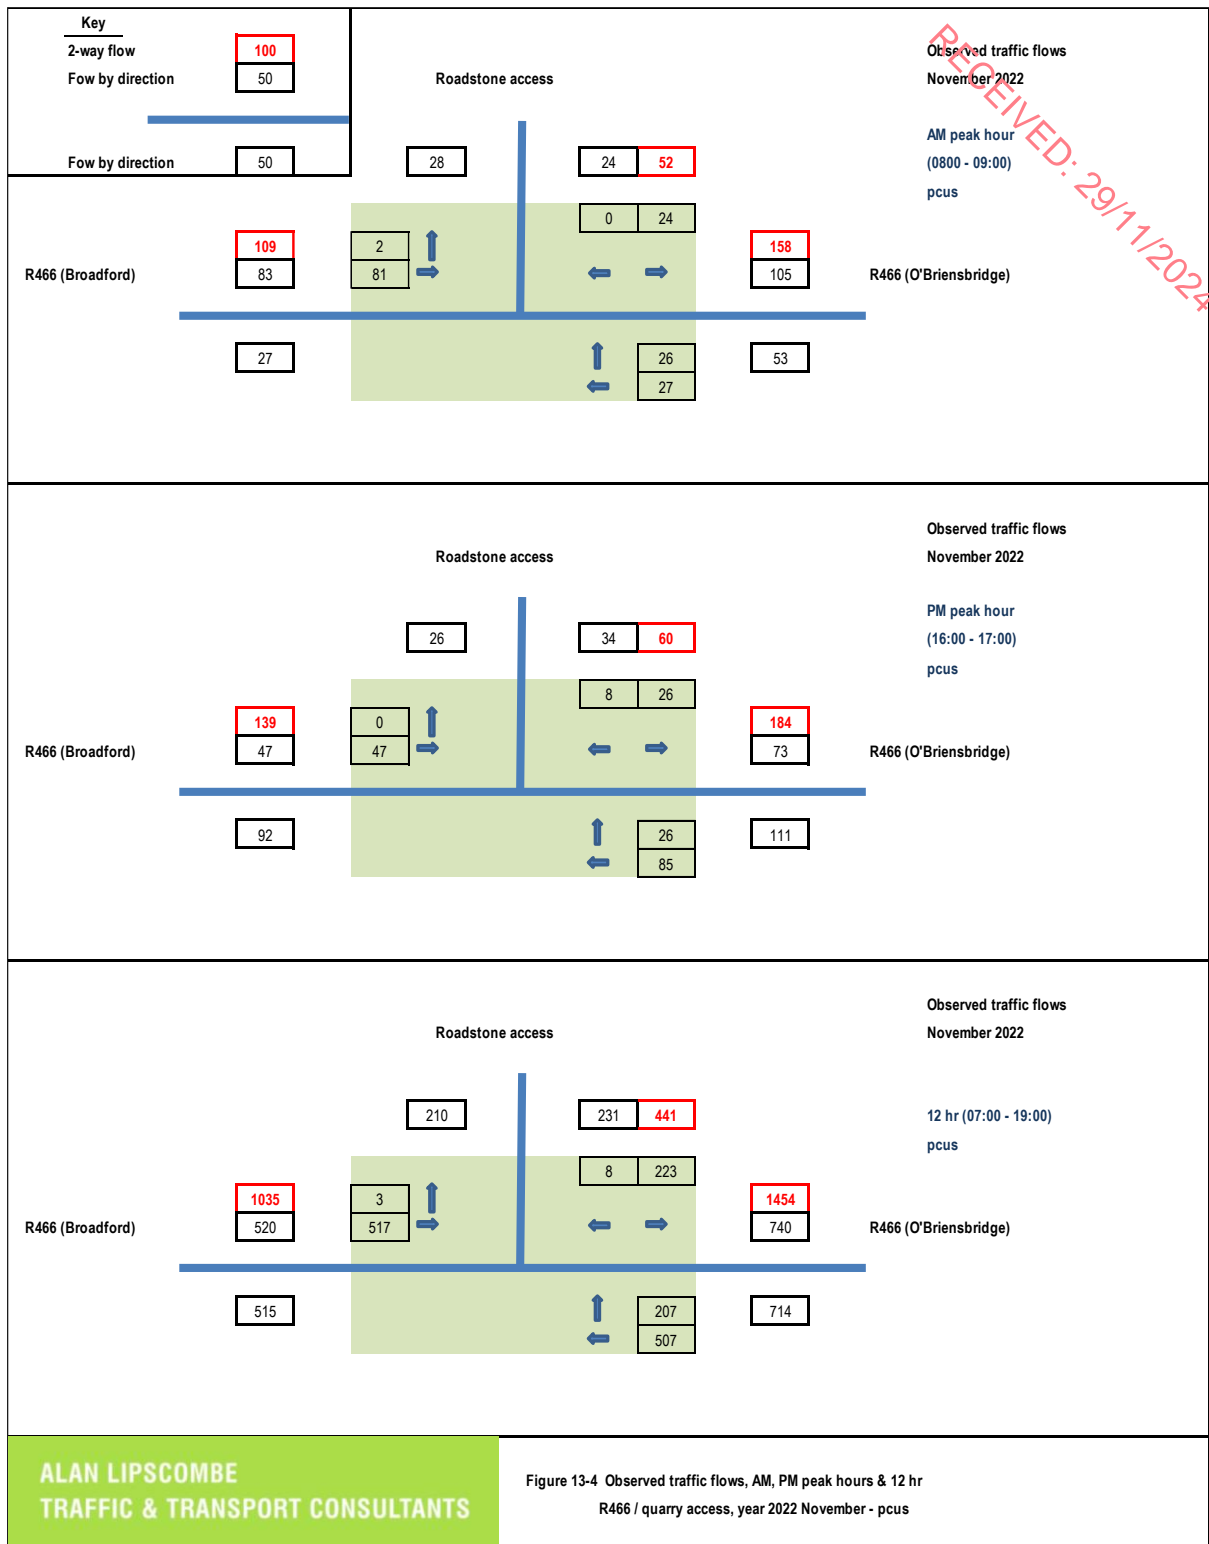 Key
2-way flow 100
Fow by direction 50
Fow by direction 50
Roadstone access
Observed traffic flows
November 2022
AM peak hour
(0800 - 09:00)
pcus
RECEIVED: 29/11/2024
28 24 52
0 24
109 2 158
R466 (Broadford) 83 81 105 R466 (O'Briensbridge)
27 26 53
27
Roadstone access
Observed traffic flows
November 2022
PM peak hour
(16:00 - 17:00)
pcus
26 34 60
8 26
139 0 184
R466 (Broadford) 47 47 73 R466 (O'Briensbridge)
92 26 111
85
Roadstone access
Observed traffic flows
November 2022
12 hr (07:00 - 19:00)
pcus
210 231 441
8 223
1035 3 1454
R466 (Broadford) 520 517 740 R466 (O'Briensbridge)
515 207 714
507
ALAN LIPSCOMBE
TRAFFIC & TRANSPORT CONSULTANTS
Figure 13-4 Observed traffic flows, AM, PM peak hours & 12 hr
R466 / quarry access, year 2022 November - pcus